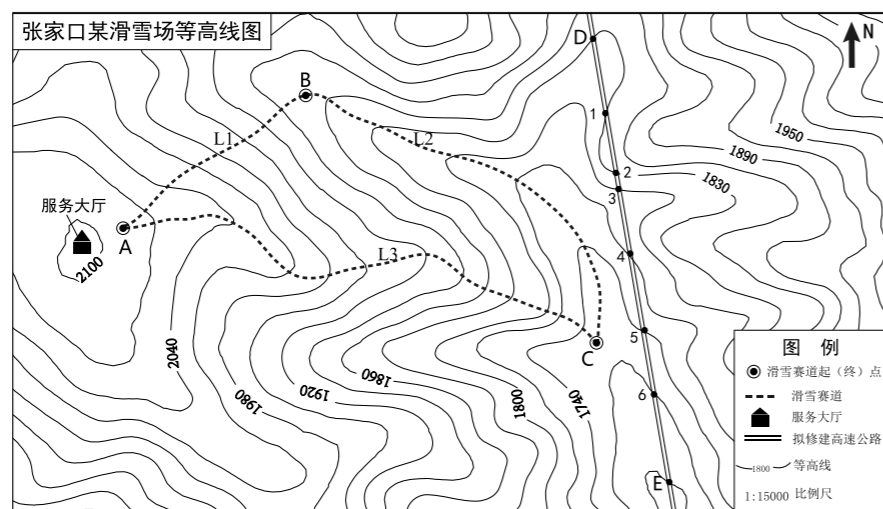 张家口某滑雪场等高线图
N
D
B
1
L1
L2
1950
1890
2
1830
3
服务大厅
A
4
L3
2100
5
C
图 例
2040
滑雪赛道起（终）点
1860
1920
1980
1800
1740
6
滑雪赛道
服务大厅
拟修建高速公路
1800 等高线
E
1:15000 比例尺